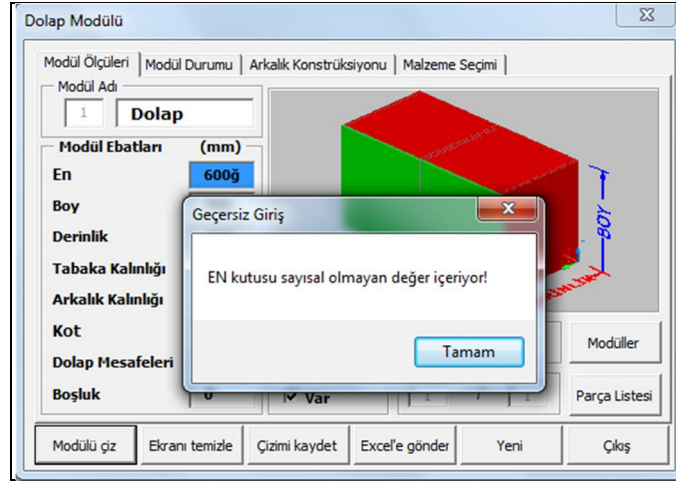 Dolap Modülü
Modül Ölçüleri Modül Durumu Arkalık Konstrüksiyonu Malzeme Seçimi
Modül Adı
1 Dolap
Modül Ebatları (mm)
En 600ğ
Boy
Derinlik
Tabaka Kalınlığı
Arkalık Kalınlığı
Kot
Dolap Mesafeleri
Boşluk 0
BOY
Geçersiz Giriş
EN kutusu sayısal olmayan değer içeriyor!
Tamam
Var
1 / 1
Modüller
Parça Listesi
Modülü çiz Ekranı temizle Çizimi kaydet Excel'e gönder Yeni Çıkış